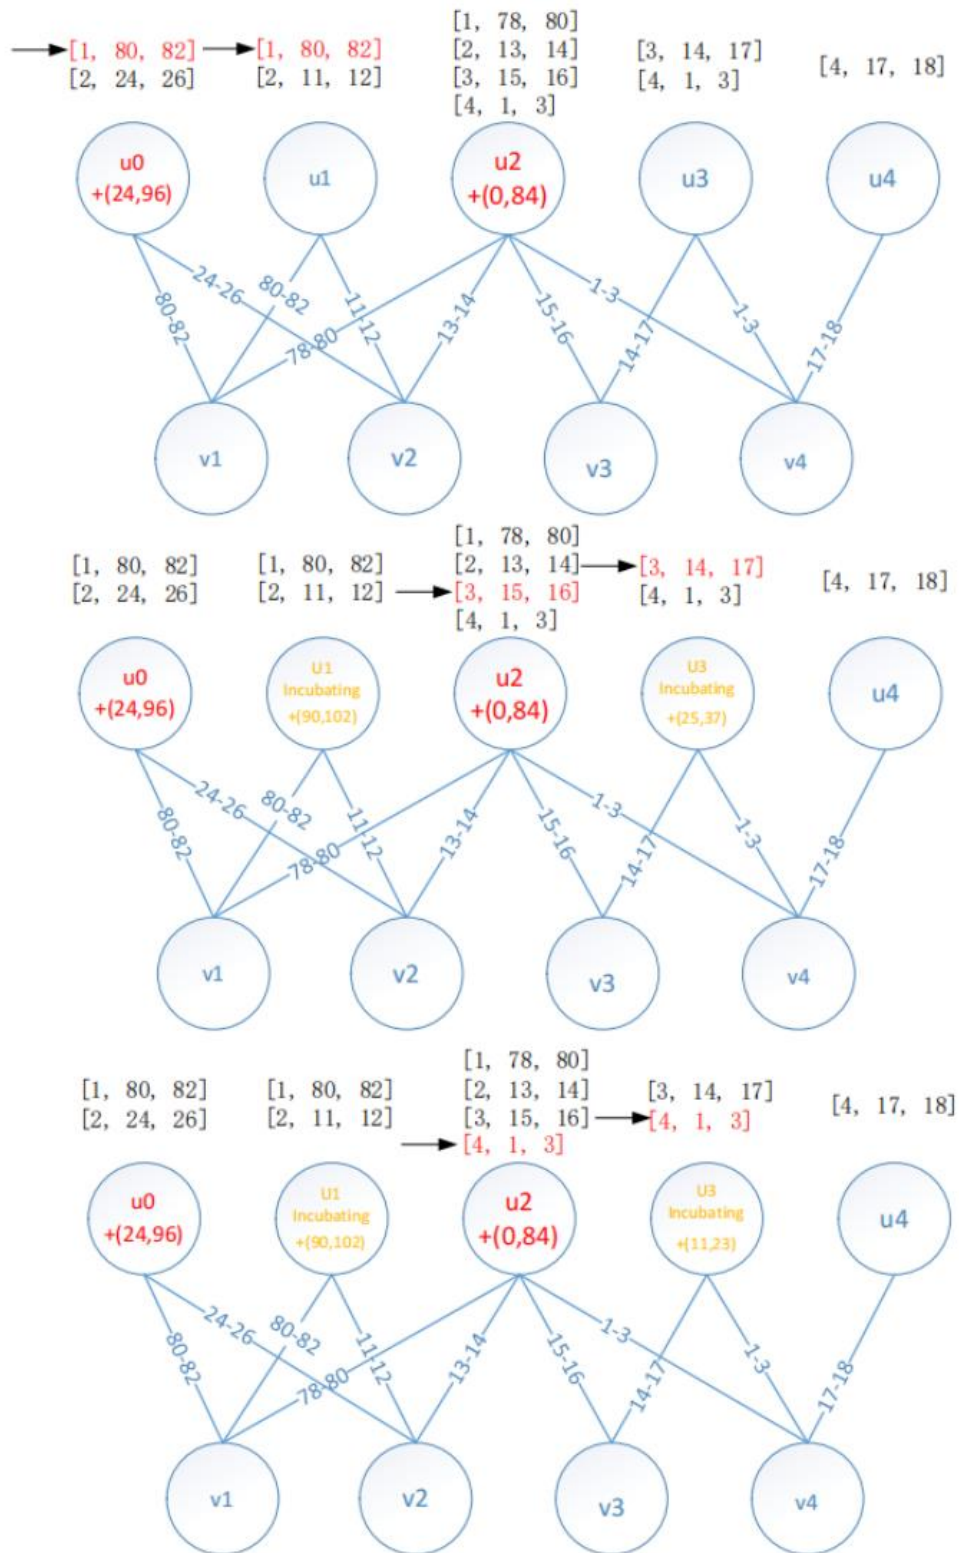 [1, 78, 80]
[1, 80, 82] [1, 80, 82] [2, 13, 14] [3, 14, 17]
[2, 24, 26] [2, 11, 12] [3, 15, 16] [4, 1, 3] [4, 17, 18]
[4, 1, 3]
u0 u1 u2 u3 u4
+(24,96) +(0,84)
80-82 24-26 80-82 11-12 78-80 13-14 15-16 14-17 1-3 1-3 17-18
v1 v2 v3 v4
[1, 78, 80]
[1, 80, 82] [1, 80, 82] [2, 13, 14] [3, 14, 17]
[2, 24, 26] [2, 11, 12] [3, 15, 16] [4, 1, 3] [4, 17, 18]
[4, 1, 3]
u0 U1 u2 U3 u4
Incubating Incubating
+(24,96) +(90,102) +(0,84) +(25,37)
80-82 24-26 80-82 11-12 78-80 13-14 15-16 14-17 1-3 1-3 17-18
v1 v2 v3 v4
[1, 78, 80]
[1, 80, 82] [1, 80, 82] [2, 13, 14] [3, 14, 17]
[2, 24, 26] [2, 11, 12] [3, 15, 16] [4, 1, 3] [4, 17, 18]
[4, 1, 3]
u0 U1 u2 U3 u4
Incubating Incubating
+(24,96) +(90,102) +(0,84) +(11,23)
80-82 24-26 80-82 11-12 78-80 13-14 15-16 14-17 1-3 1-3 17-18
v1 v2 v3 v4